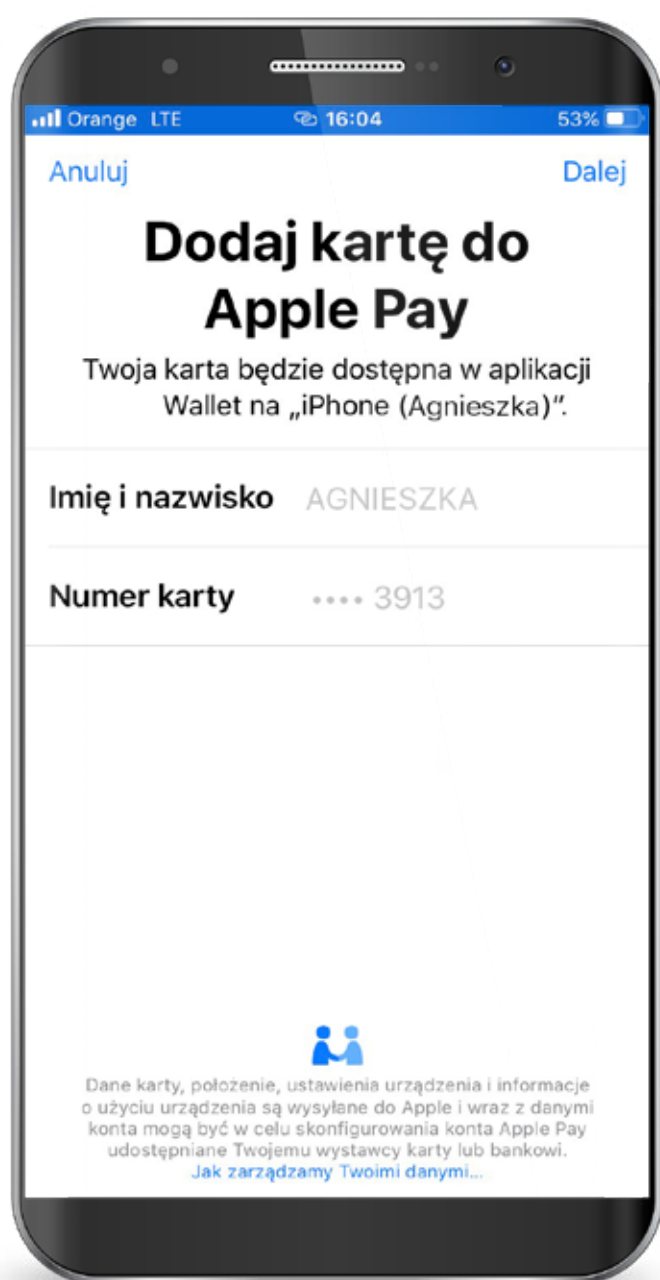 Orange LTE 16:04 53%
Anuluj Dalej
Dodaj kartę do
Apple Pay
Twoja karta będzie dostępna w aplikacji
Wallet na „iPhone (Agnieszka)”.
Imię i nazwisko AGNIESZKA
Numer karty •••• 3913
Dane karty, położenie, ustawienia urządzenia i informacje
o użyciu urządzenia są wysyłane do Apple i wraz z danymi
konta mogą być w celu skonfigurowania konta Apple Pay
udostępniane Twojemu wystawcy karty lub bankowi.
Jak zarządzamy Twoimi danymi...